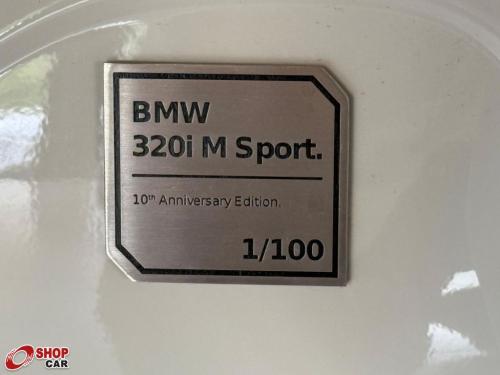 BMW
320i M Sport.
10th Anniversary Edition.
1/100
SHOP
CAR